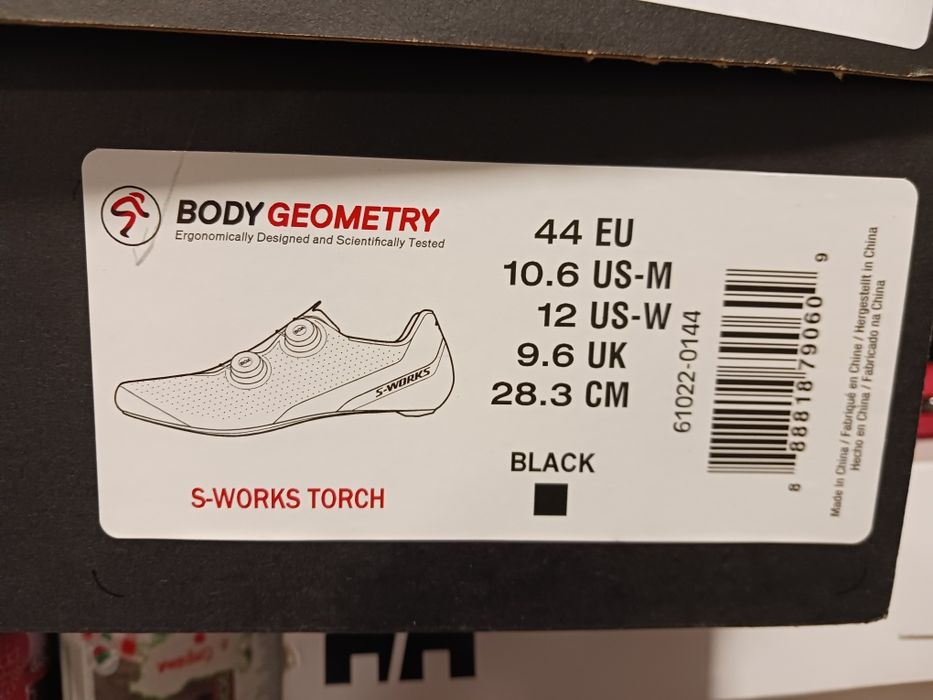 BODY GEOMETRY
Ergonomically Designed and Scientifically Tested
BOA
BOA
S-WORKS
S-WORKS TORCH
44 EU
10.6 US-M
12 US-W
9.6 UK
28.3 CM
BLACK
61022-0144
8 88818 79060 9
Made in China / Fabriqué en Chine / Hergestellt in China
Hecho en China / Fabricado na China